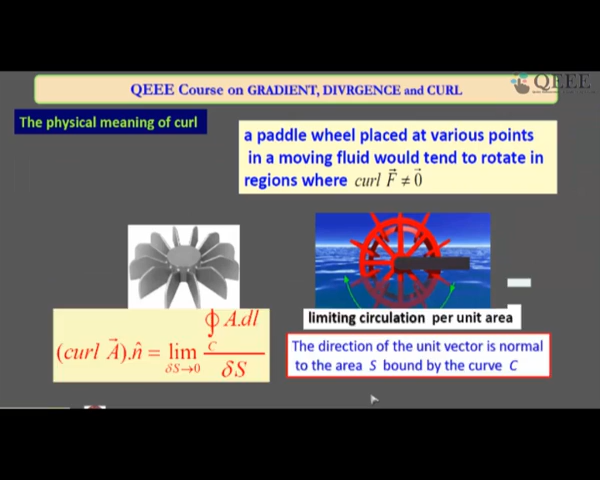 QEEE
QEEE Course on GRADIENT, DIVRGENCE and CURL
The physical meaning of curl
a paddle wheel placed at various points
in a moving fluid would tend to rotate in
regions where curl F⃗ ≠ 0⃗
(curl A⃗).n̂ = lim δS→0 ∮C A.dl / δS
limiting circulation per unit area
The direction of the unit vector is normal
to the area S bound by the curve C